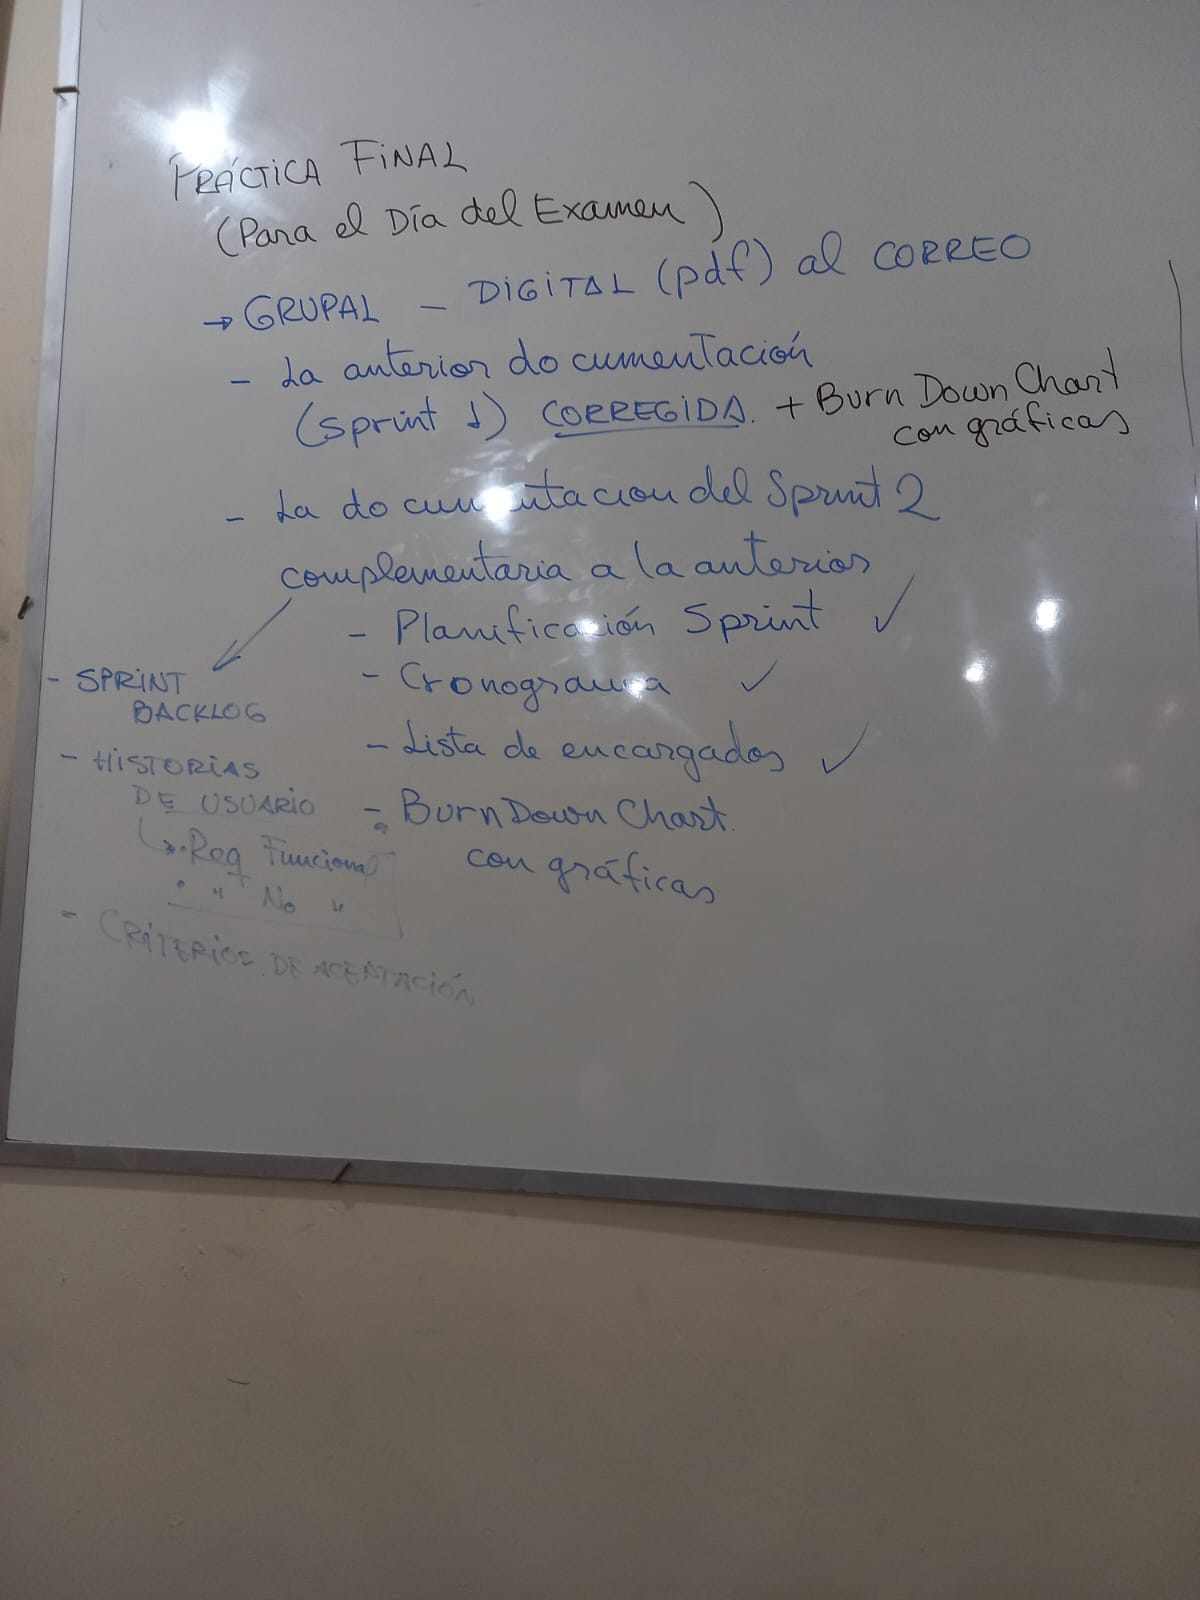 PRÁCTICA FINAL
(Para el Día del Examen)
→ GRUPAL - DIGITAL (pdf) al CORREO
- La anterior documentación
(sprint 1) CORREGIDA. + Burn Down Chart
con gráficas
- La documentacion del Sprint 2
complementaria a la anterior
- Planificación Sprint ✓
- Cronograma ✓
- Lista de encargados ✓
- BurnDown Chart.
con gráficas
- SPRINT
BACKLOG
- HISTORIAS
DE USUARIO
↳ • Req Funcional
• " No "
- CRITERIOS DE ACEPTACIÓN